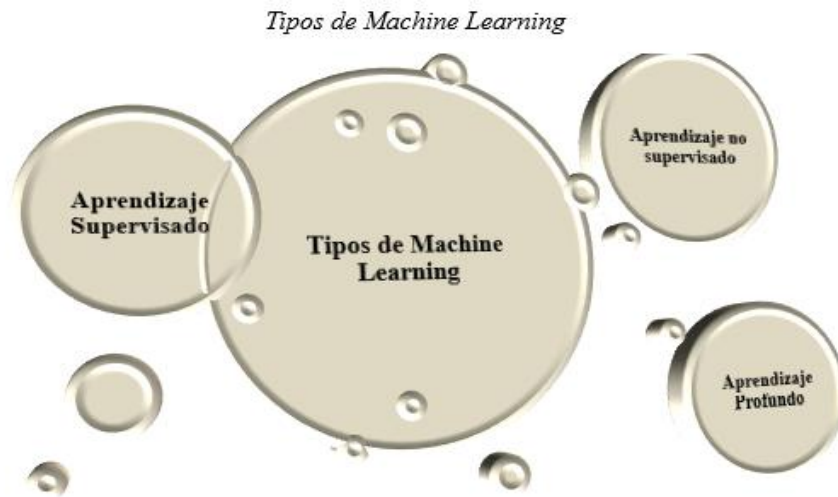 Tipos de Machine Learning
Aprendizaje
Supervisado
Tipos de Machine
Learning
Aprendizaje no
supervisado
Aprendizaje
Profundo